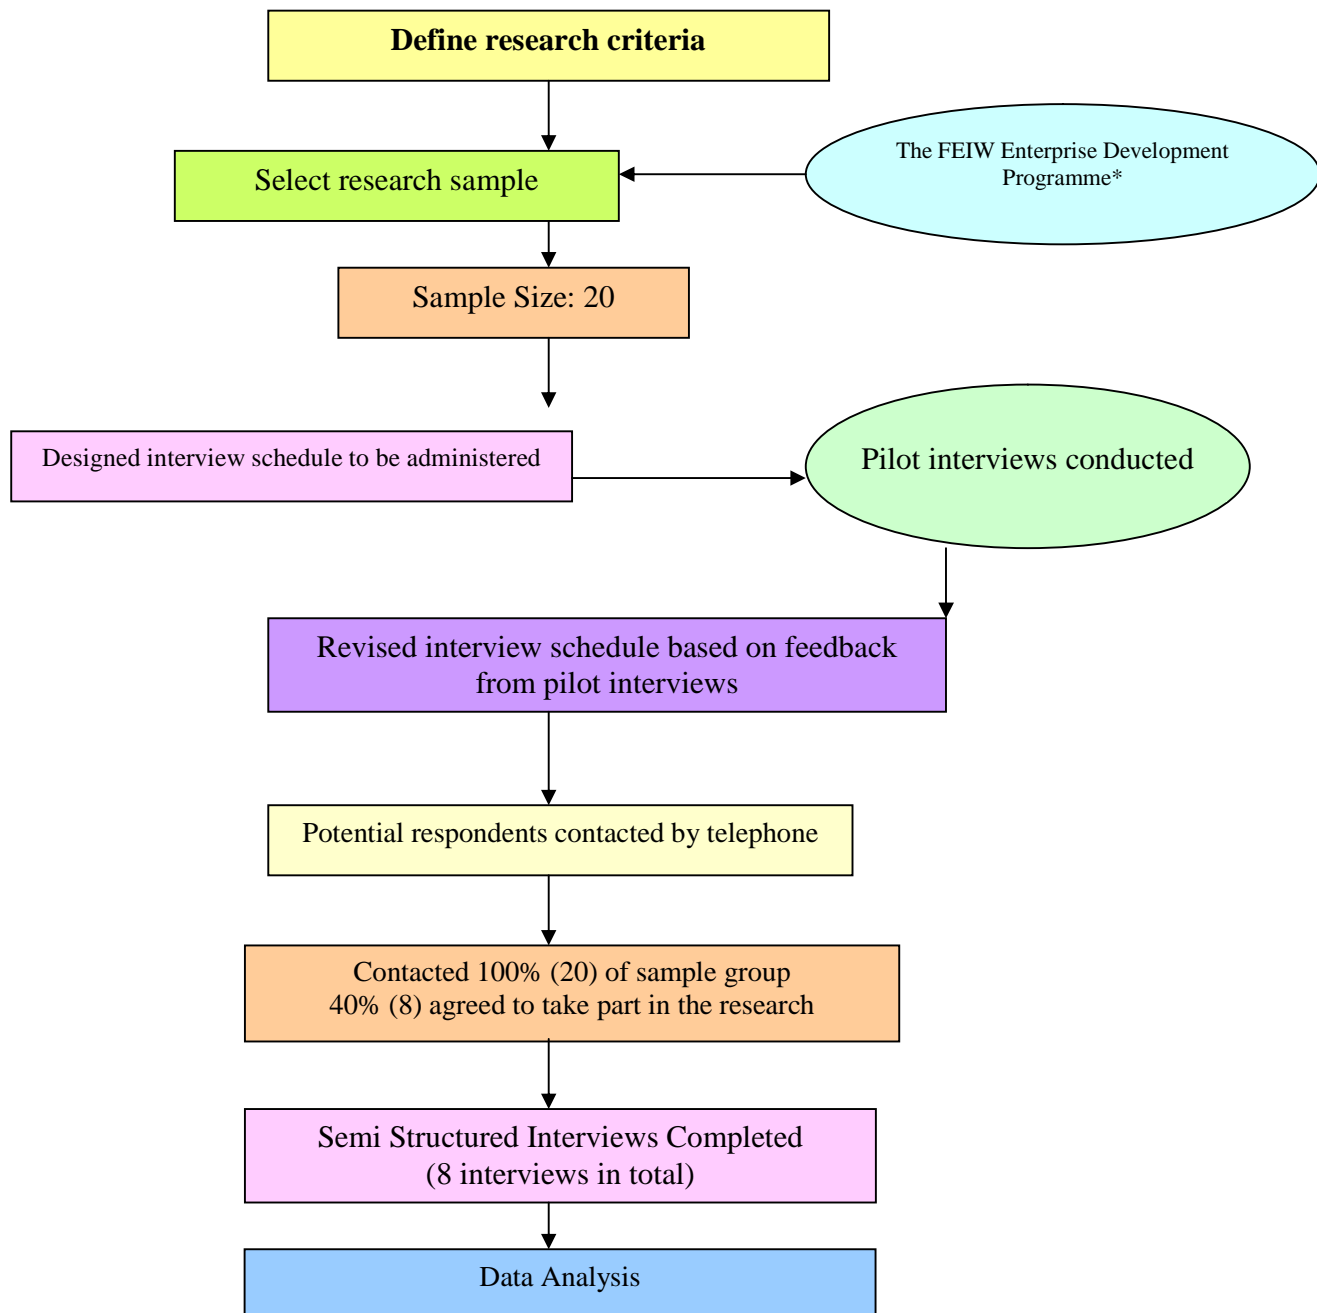 Define research criteria
The FEIW Enterprise Development
Programme*
Select research sample
Sample Size: 20
Designed interview schedule to be administered
Pilot interviews conducted
Revised interview schedule based on feedback
from pilot interviews
Potential respondents contacted by telephone
Contacted 100% (20) of sample group
40% (8) agreed to take part in the research
Semi Structured Interviews Completed
(8 interviews in total)
Data Analysis